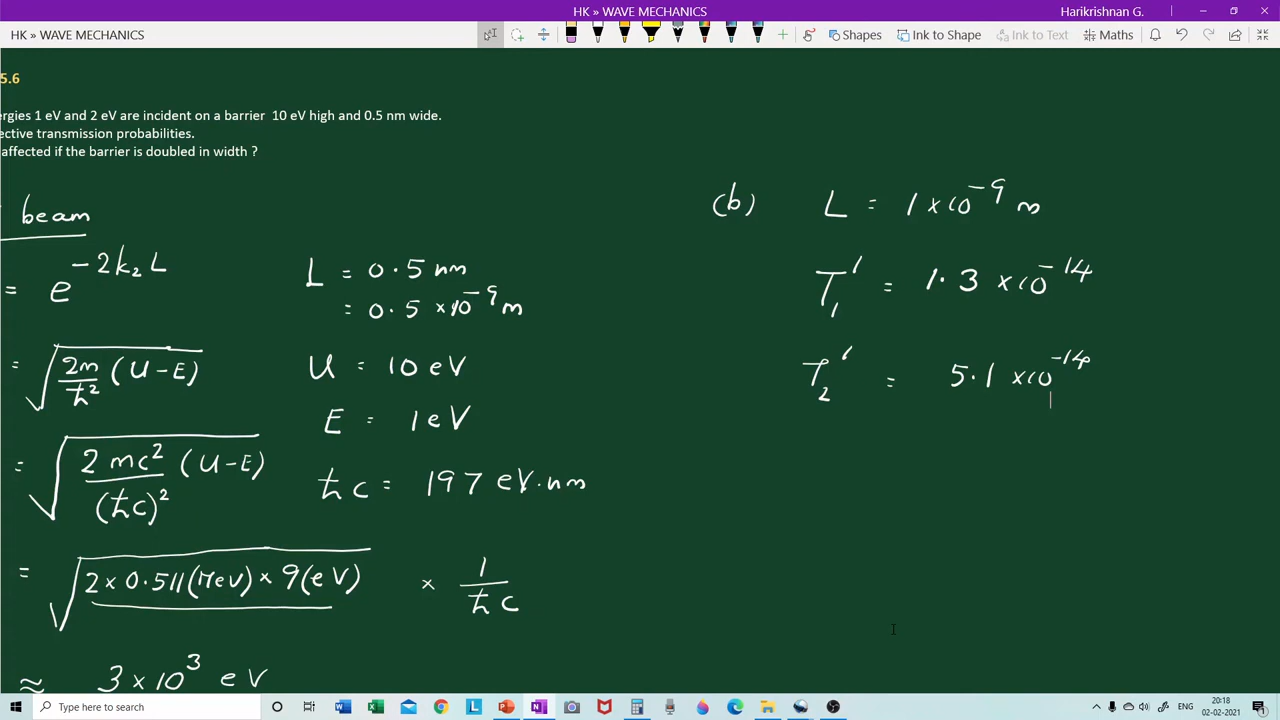 HK » WAVE MECHANICS
Harikrishnan G.
HK » WAVE MECHANICS
Shapes
Ink to Shape
Ink to Text
Maths
5.6
ergies 1 eV and 2 eV are incident on a barrier 10 eV high and 0.5 nm wide.
ective transmission probabilities.
affected if the barrier is doubled in width ?
beam
= e^{-2k₂L}
= √(2m/ħ² (U-E))
= √(2mc²/(ħc)² (U-E))
= √(2 × 0.511(MeV) × 9(eV)) × 1/ħc
≈ 3 × 10³ eV
L = 0.5 nm
= 0.5 × 10⁻⁹ m
U = 10 eV
E = 1 eV
ħc = 197 eV·nm
(b) L = 1 × 10⁻⁹ m
T₁' = 1.3 × 10⁻¹⁴
T₂' = 5.1 × 10⁻¹⁴
Type here to search
ENG
20:18
02-02-2021